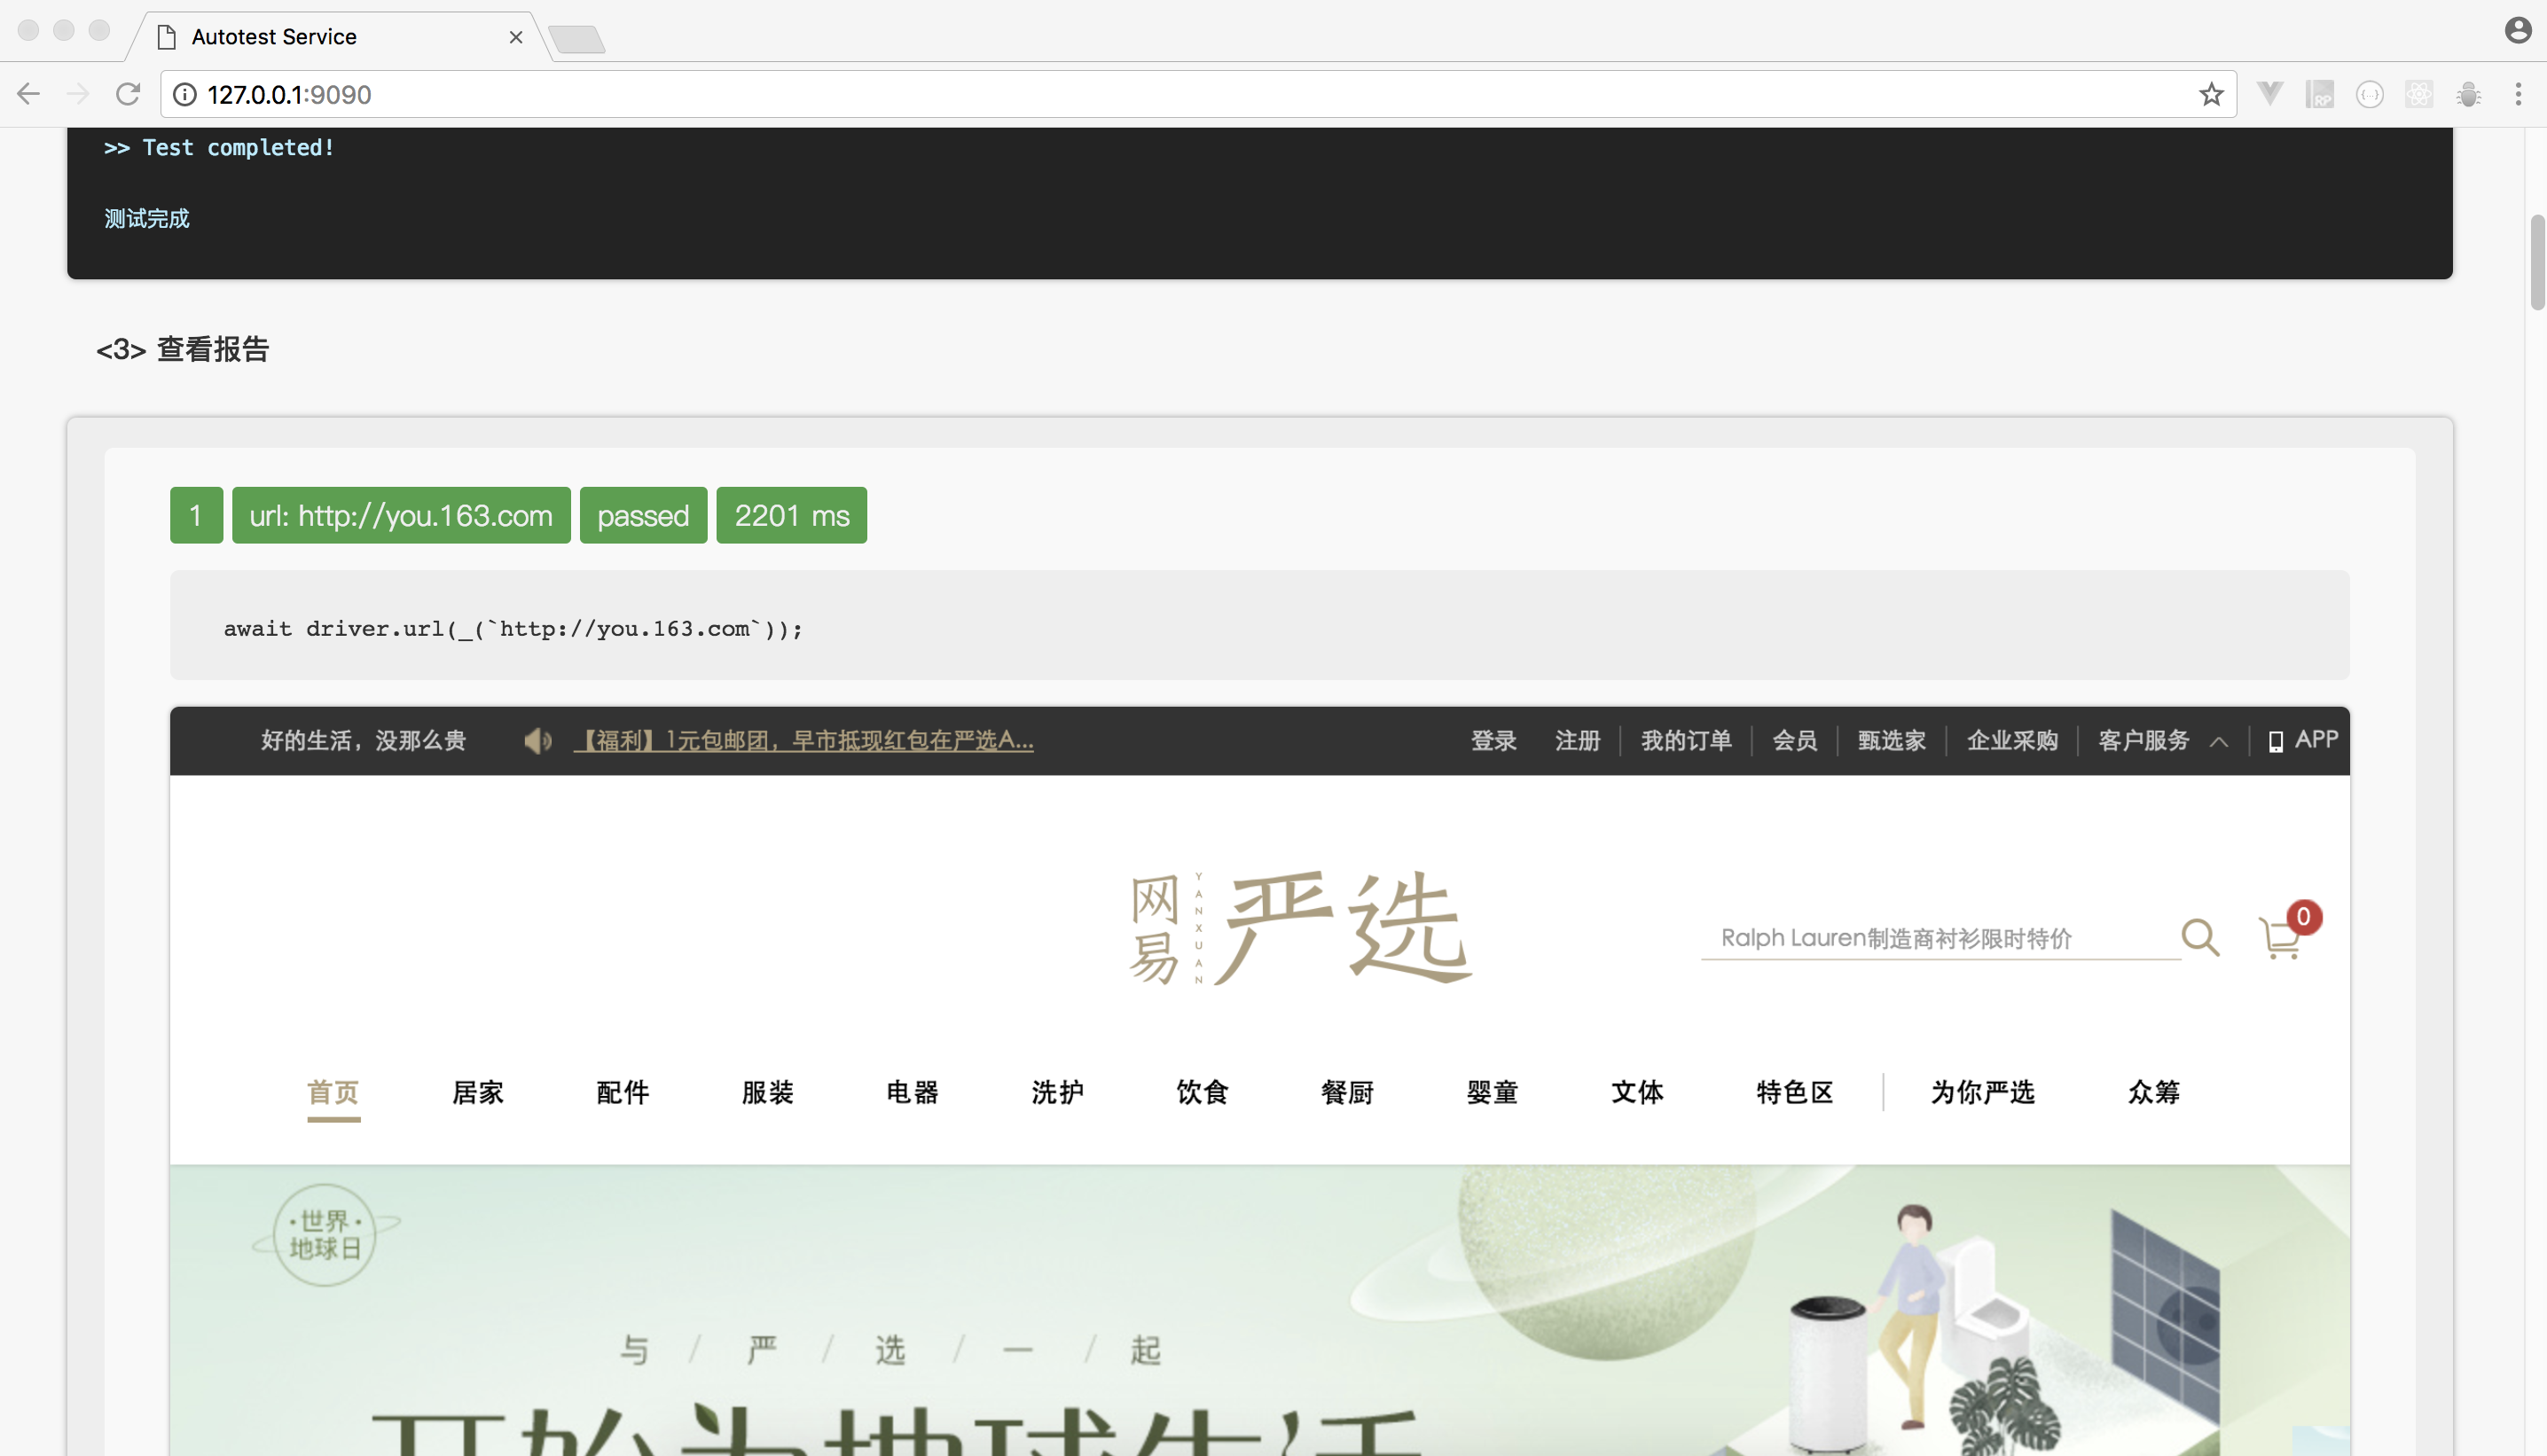 Autotest Service
127.0.0.1:9090
>> Test completed!
测试完成
<3> 查看报告
1 url: http://you.163.com passed 2201 ms
await driver.url(_(`http://you.163.com`));
好的生活，没那么贵 【福利】1元包邮团，早市抵现红包在严选A... 登录 注册 我的订单 会员 甄选家 企业采购 客户服务 APP
网易 YANXUAN 严选
Ralph Lauren制造商衬衫限时特价
0
首页 居家 配件 服装 电器 洗护 饮食 餐厨 婴童 文体 特色区 为你严选 众筹
·世界·
地球日
与 / 严 / 选 / 一 / 起
开始为地球生活